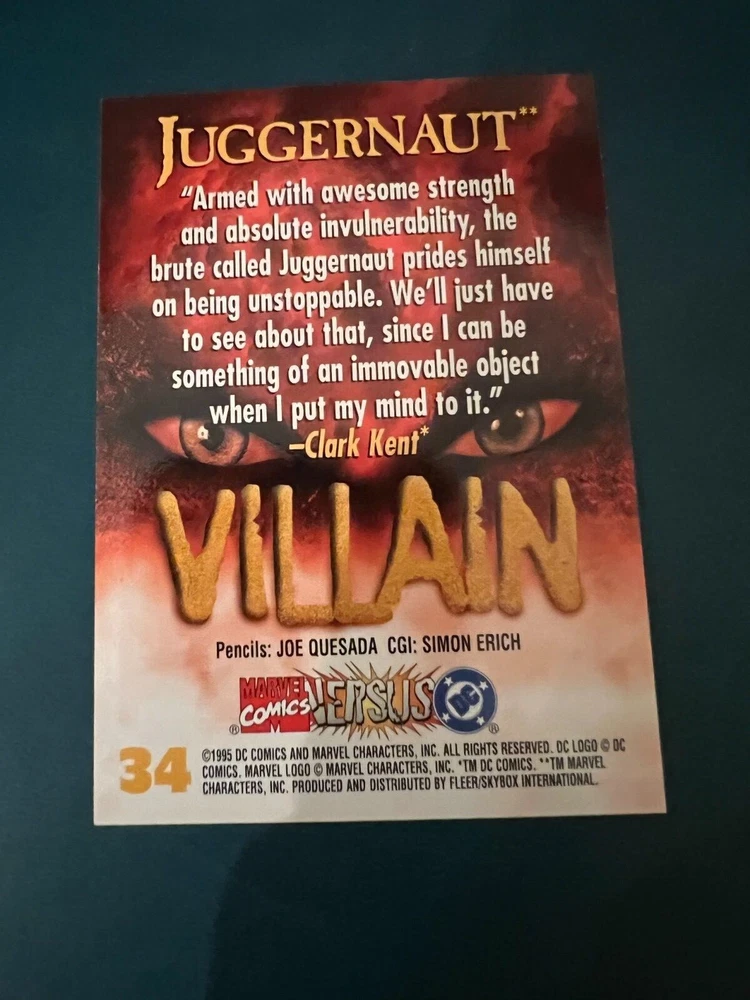 JUGGERNAUT**
"Armed with awesome strength
and absolute invulnerability, the
brute called Juggernaut prides himself
on being unstoppable. We'll just have
to see about that, since I can be
something of an immovable object
when I put my mind to it."
–Clark Kent*
VILLAIN
Pencils: JOE QUESADA CGI: SIMON ERICH
MARVEL COMICS VERSUS DC
34
©1995 DC COMICS AND MARVEL CHARACTERS, INC. ALL RIGHTS RESERVED. DC LOGO © DC
COMICS. MARVEL LOGO © MARVEL CHARACTERS, INC. *TM DC COMICS. **TM MARVEL
CHARACTERS, INC. PRODUCED AND DISTRIBUTED BY FLEER/SKYBOX INTERNATIONAL.